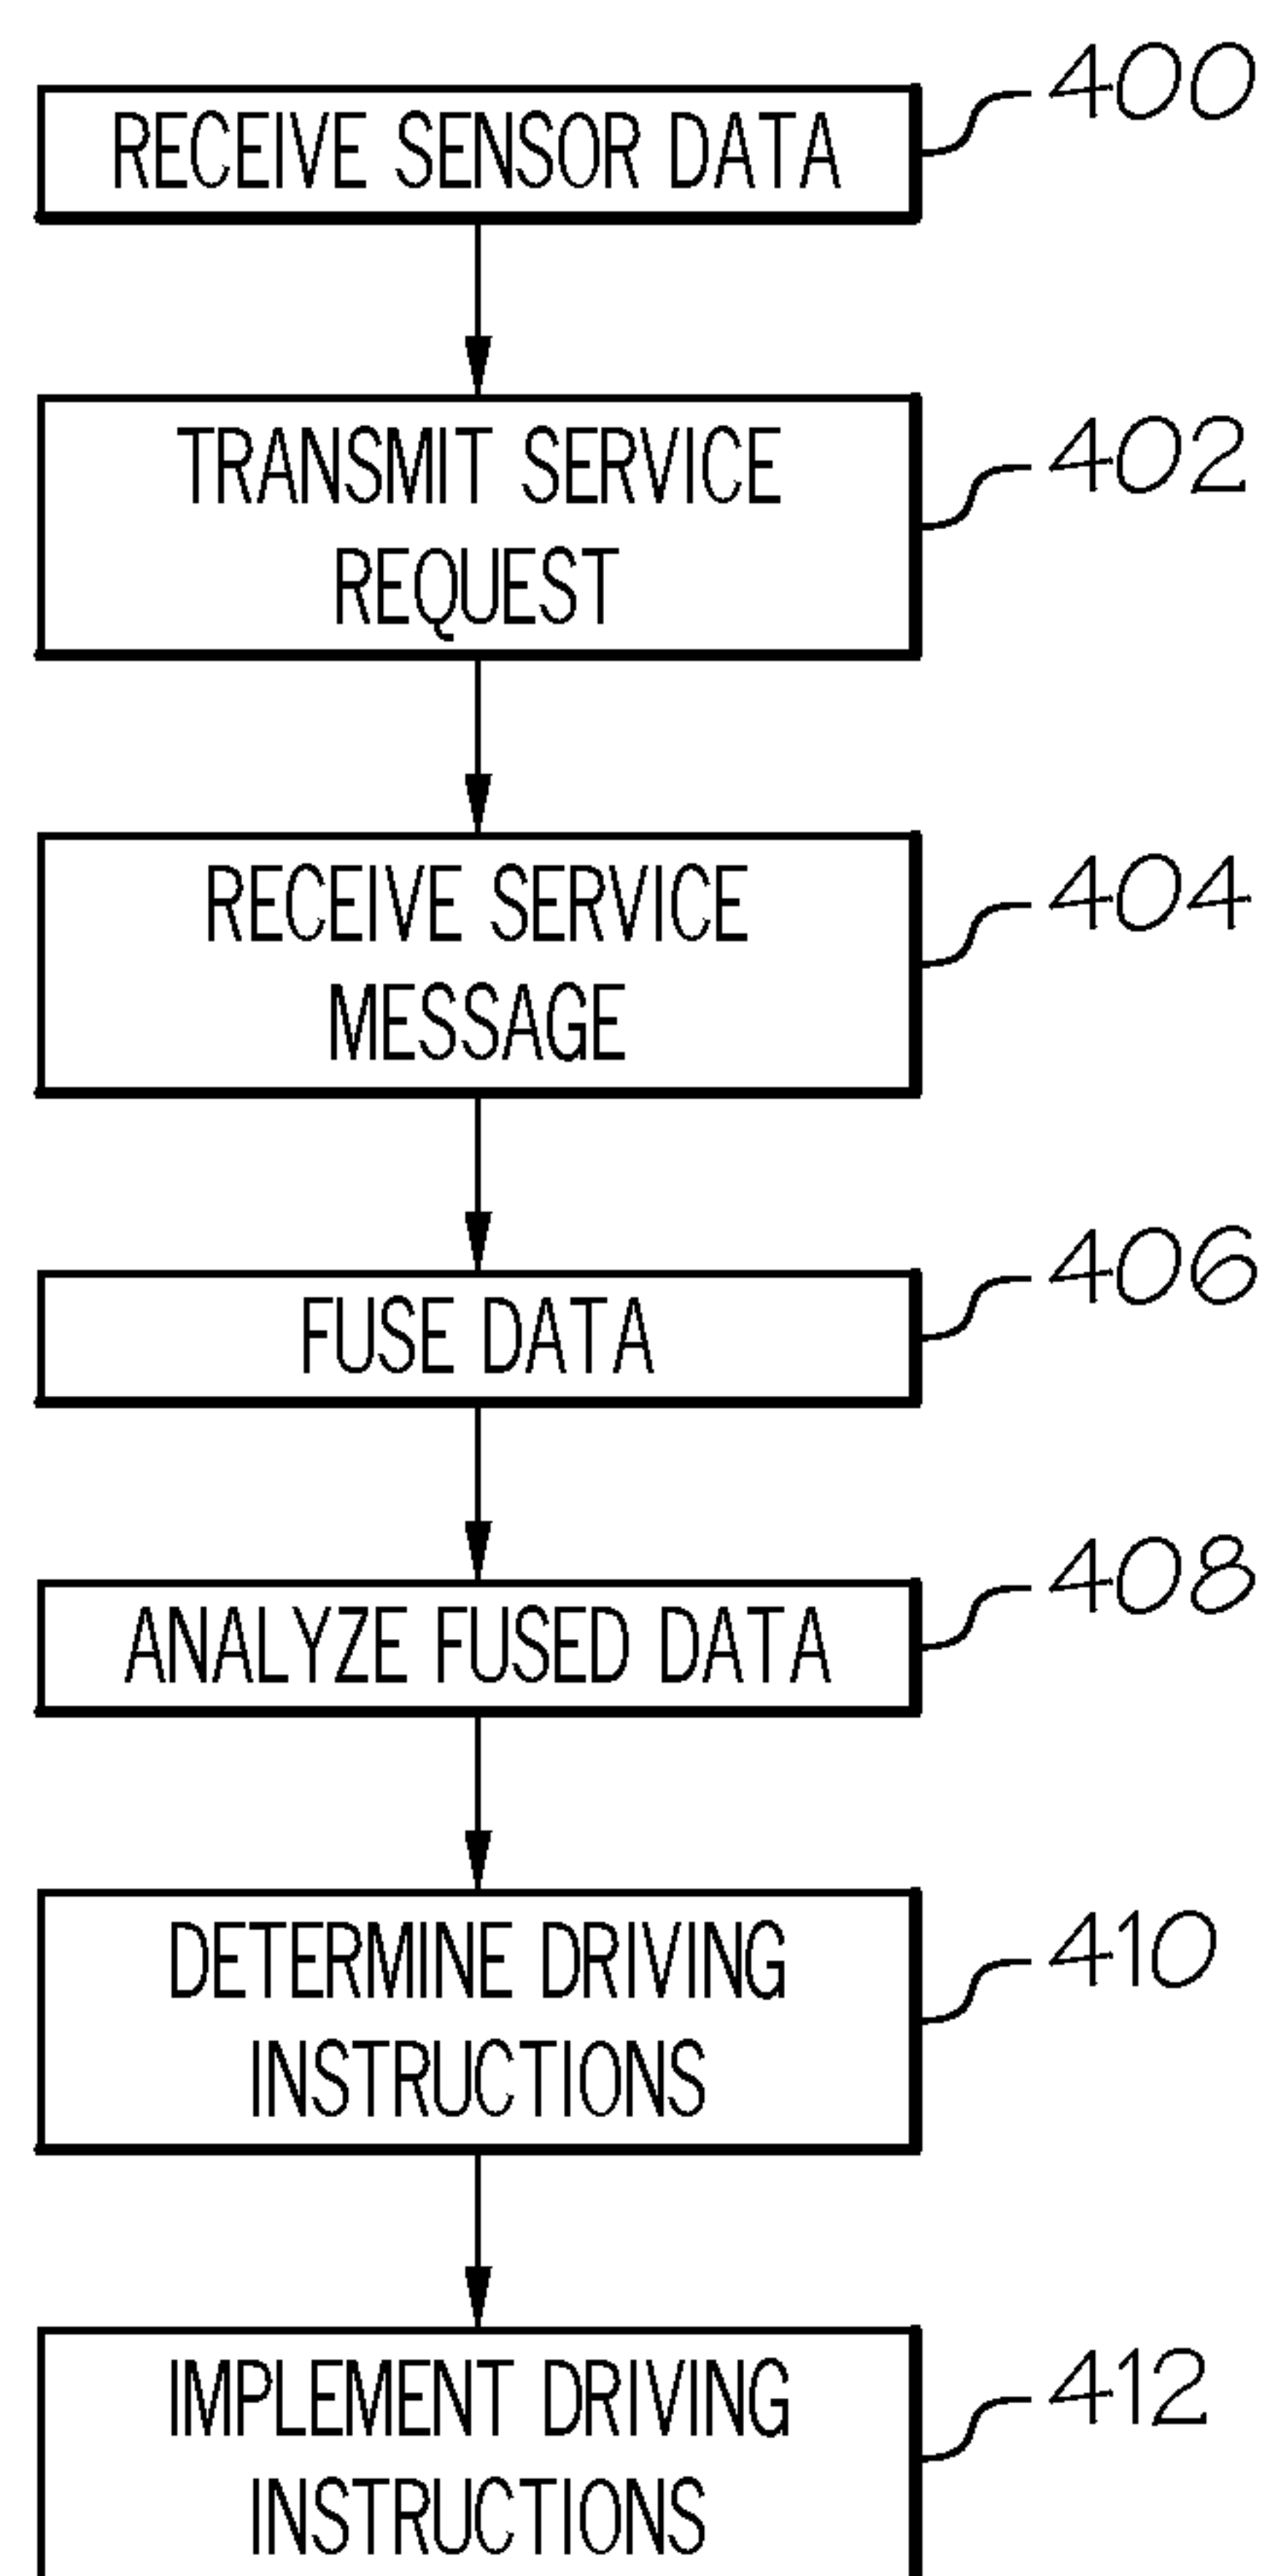 RECEIVE SENSOR DATA
400
TRANSMIT SERVICE
REQUEST
402
RECEIVE SERVICE
MESSAGE
404
FUSE DATA
406
ANALYZE FUSED DATA
408
DETERMINE DRIVING
INSTRUCTIONS
410
IMPLEMENT DRIVING
INSTRUCTIONS
412